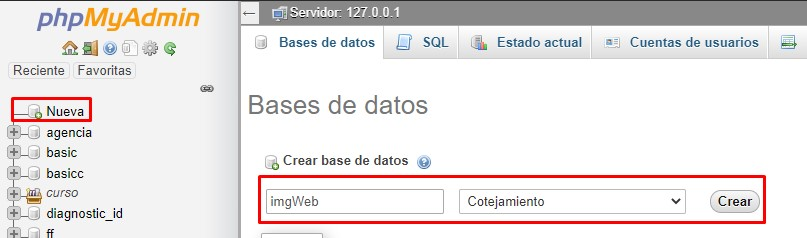 phpMyAdmin
Reciente Favoritas
Nueva
agencia
basic
basicc
curso
diagnostic_id
ff
Servidor: 127.0.0.1
Bases de datos SQL Estado actual Cuentas de usuarios
Bases de datos
Crear base de datos
imgWeb Cotejamiento Crear